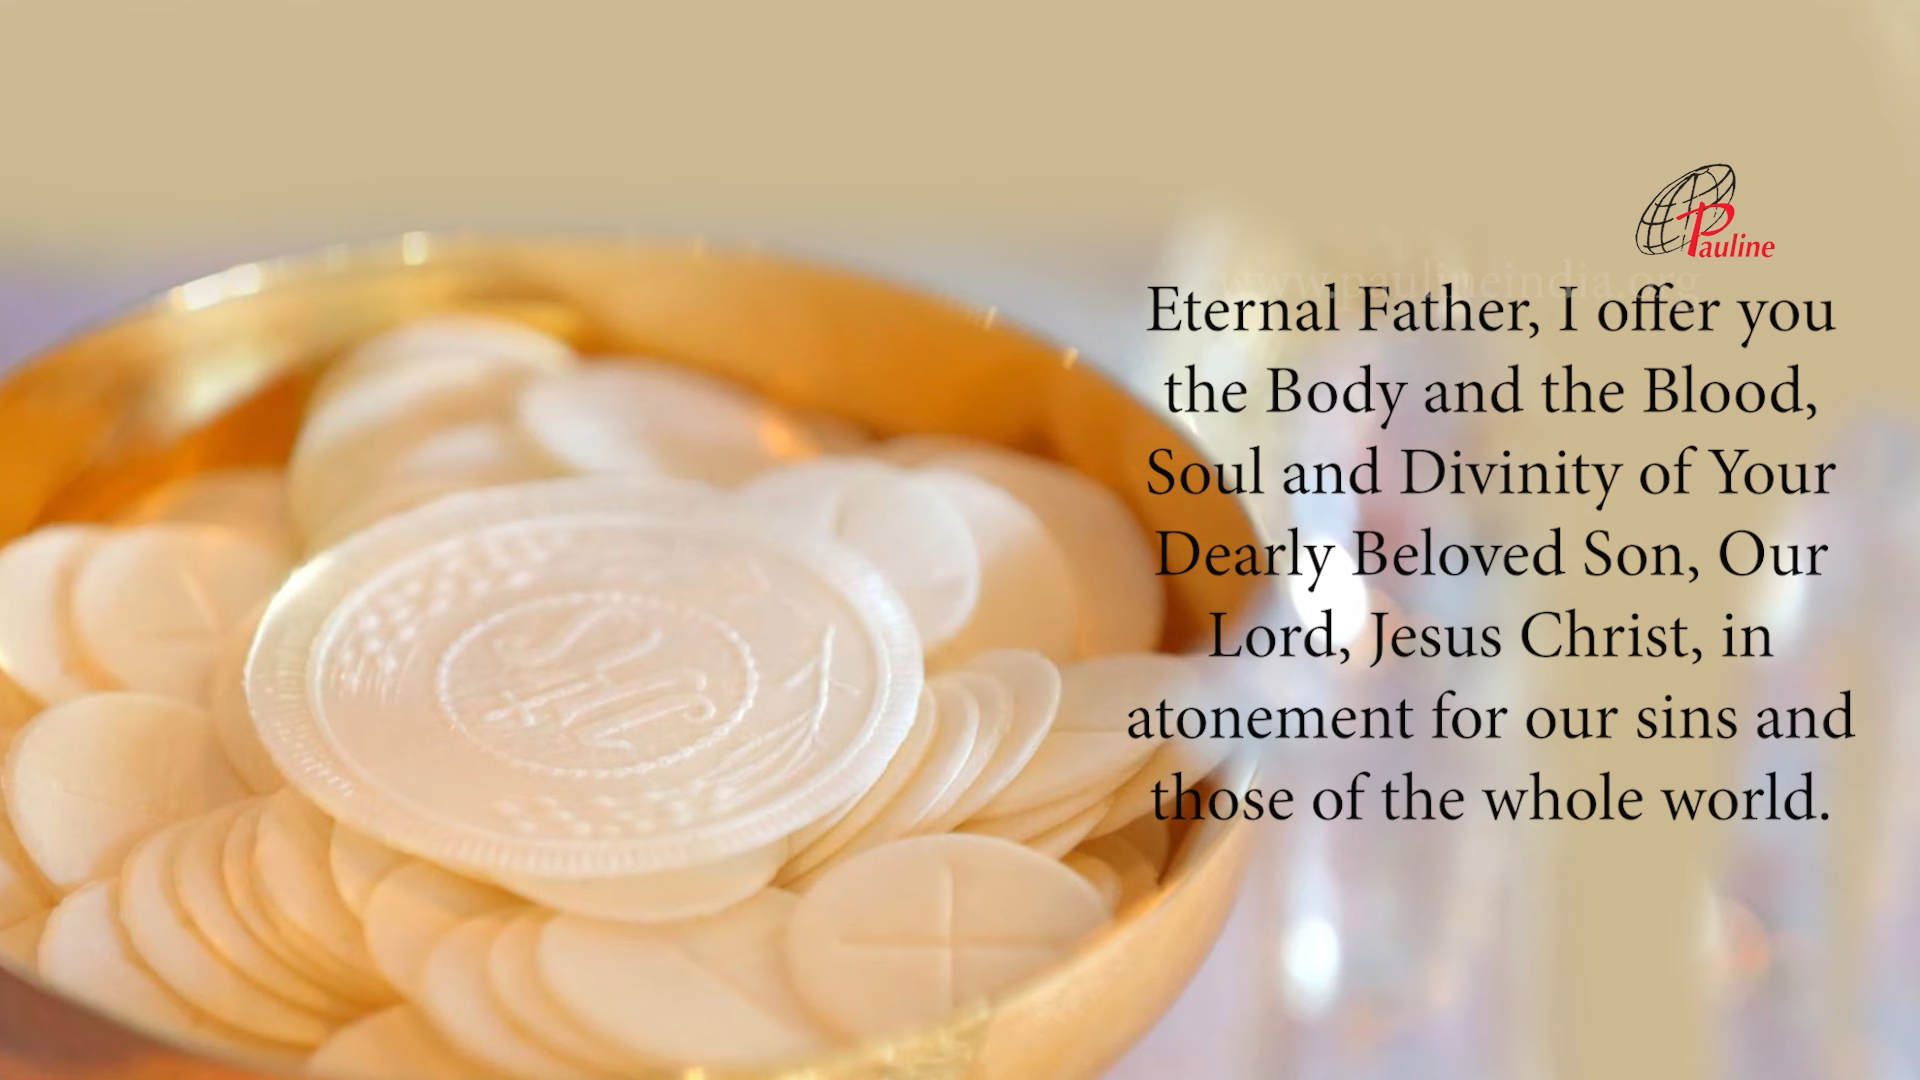 Pauline
www.paulineindia.org
Eternal Father, I offer you
the Body and the Blood,
Soul and Divinity of Your
Dearly Beloved Son, Our
Lord, Jesus Christ, in
atonement for our sins and
those of the whole world.
IHS